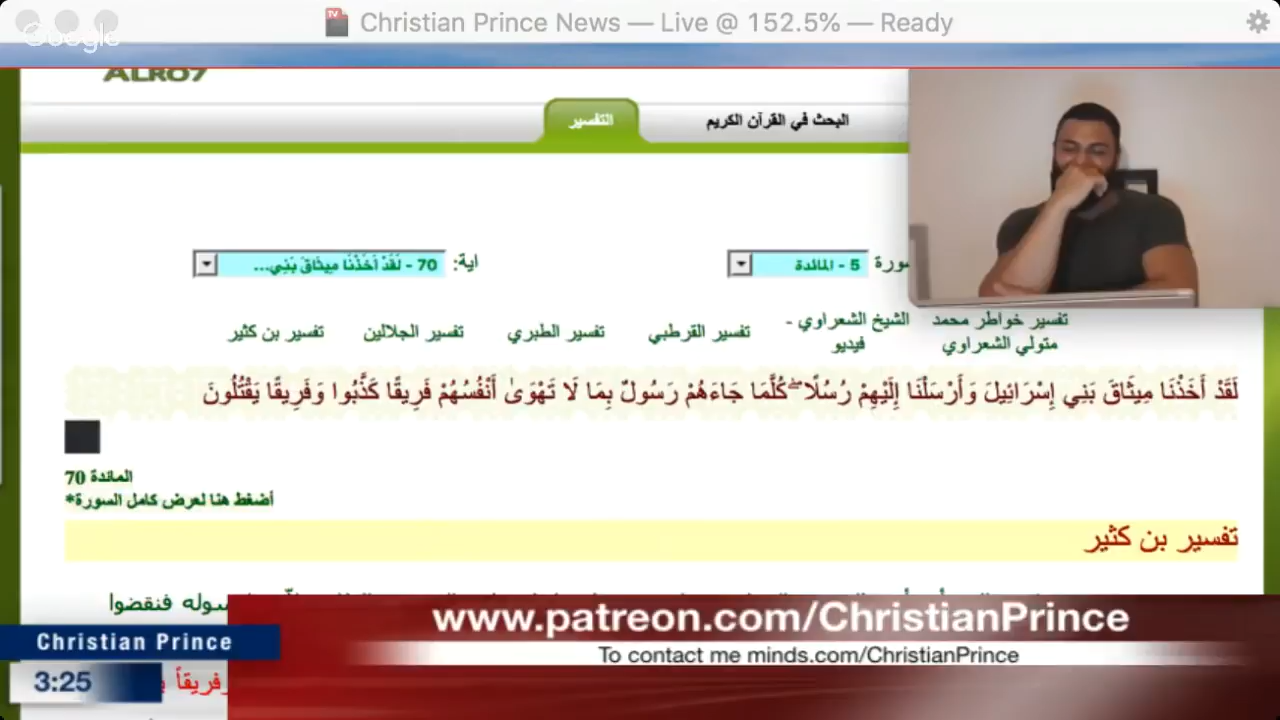 Christian Prince News — Live @ 152.5% — Ready
Google
ALRO7
البحث في القرآن الكريم
التفسير
ورة 5 - المائدة
اية: 70 - لَقَدْ أَخَذْنَا مِيثَاقَ بَنِي...
تفسير خواطر محمد متولي الشعراوي
الشيخ الشعراوي - فيديو
تفسير القرطبي
تفسير الطبري
تفسير الجلالين
تفسير بن كثير
لَقَدْ أَخَذْنَا مِيثَاقَ بَنِي إِسْرَائِيلَ وَأَرْسَلْنَا إِلَيْهِمْ رُسُلًا ۖ كُلَّمَا جَاءَهُمْ رَسُولٌ بِمَا لَا تَهْوَىٰ أَنْفُسُهُمْ فَرِيقًا كَذَّبُوا وَفَرِيقًا يَقْتُلُونَ
المائدة 70
أضغط هنا لعرض كامل السورة*
تفسير بن كثير
سوله فنقضوا
www.patreon.com/ChristianPrince
Christian Prince
To contact me minds.com/ChristianPrince
3:25